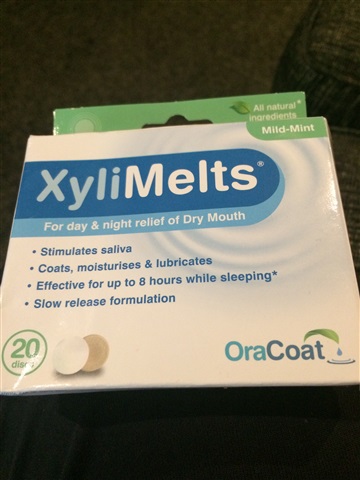 All natural*
ingredients
Mild-Mint
XyliMelts®
For day & night relief of Dry Mouth
• Stimulates saliva
• Coats, moisturises & lubricates
• Effective for up to 8 hours while sleeping*
• Slow release formulation
20
discs
OraCoat